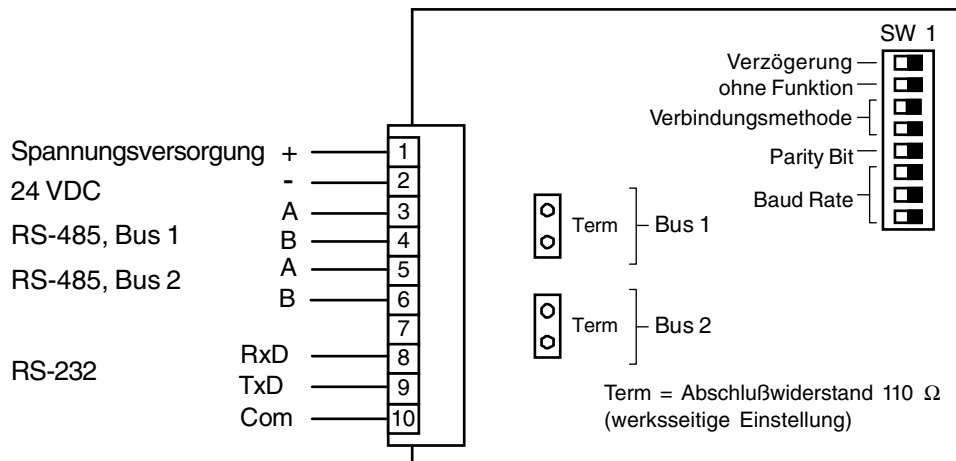 SW 1
Verzögerung
ohne Funktion
Verbindungsmethode
Parity Bit
Baud Rate
Spannungsversorgung + 1
24 VDC - 2
A 3
RS-485, Bus 1 B 4
A 5
RS-485, Bus 2 B 6
7
RS-232 RxD 8
TxD 9
Com 10
Term Bus 1
Term Bus 2
Term = Abschlußwiderstand 110 Ω
(werksseitige Einstellung)